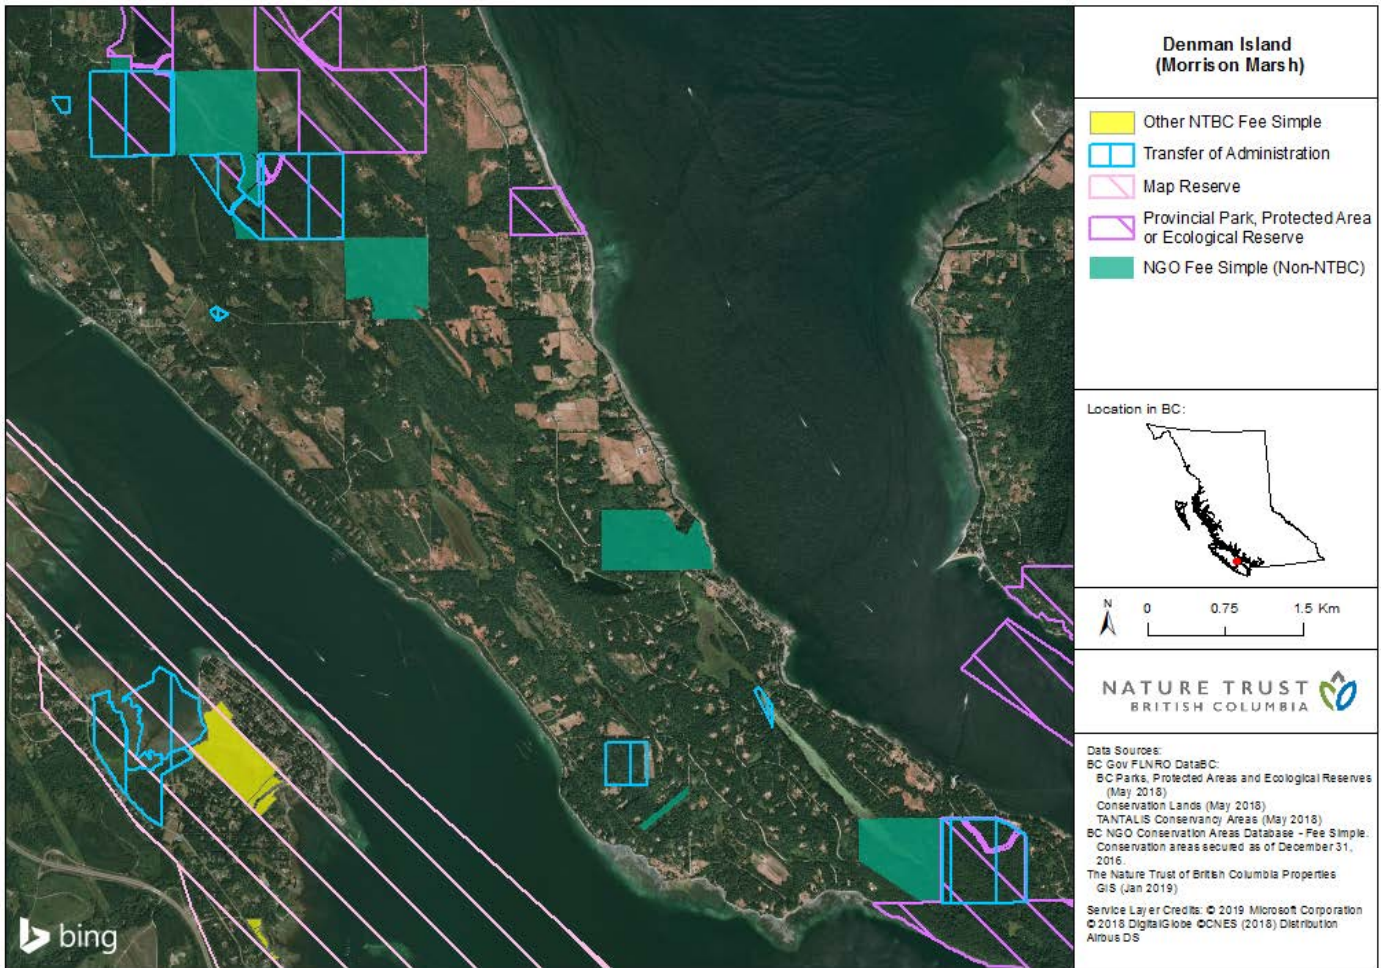 Denman Island
(Morrison Marsh)
Other NTBC Fee Simple
Transfer of Administration
Map Reserve
Provincial Park, Protected Area
or Ecological Reserve
NGO Fee Simple (Non-NTBC)
Location in BC:
N
0 0.75 1.5 Km
NATURE TRUST
BRITISH COLUMBIA
Data Sources:
BC Gov FLNRO DataBC:
BC Parks, Protected Areas and Ecological Reserves
(May 2018)
Conservation Lands (May 2018)
TANTALIS Conservancy Areas (May 2018)
BC NGO Conservation Areas Database - Fee Simple.
Conservation areas secured as of December 31,
2016.
The Nature Trust of British Columbia Properties
GIS (Jan 2019)
Service Layer Credits: © 2019 Microsoft Corporation
© 2018 DigitalGlobe ©CNES (2018) Distribution
Airbus DS
bing